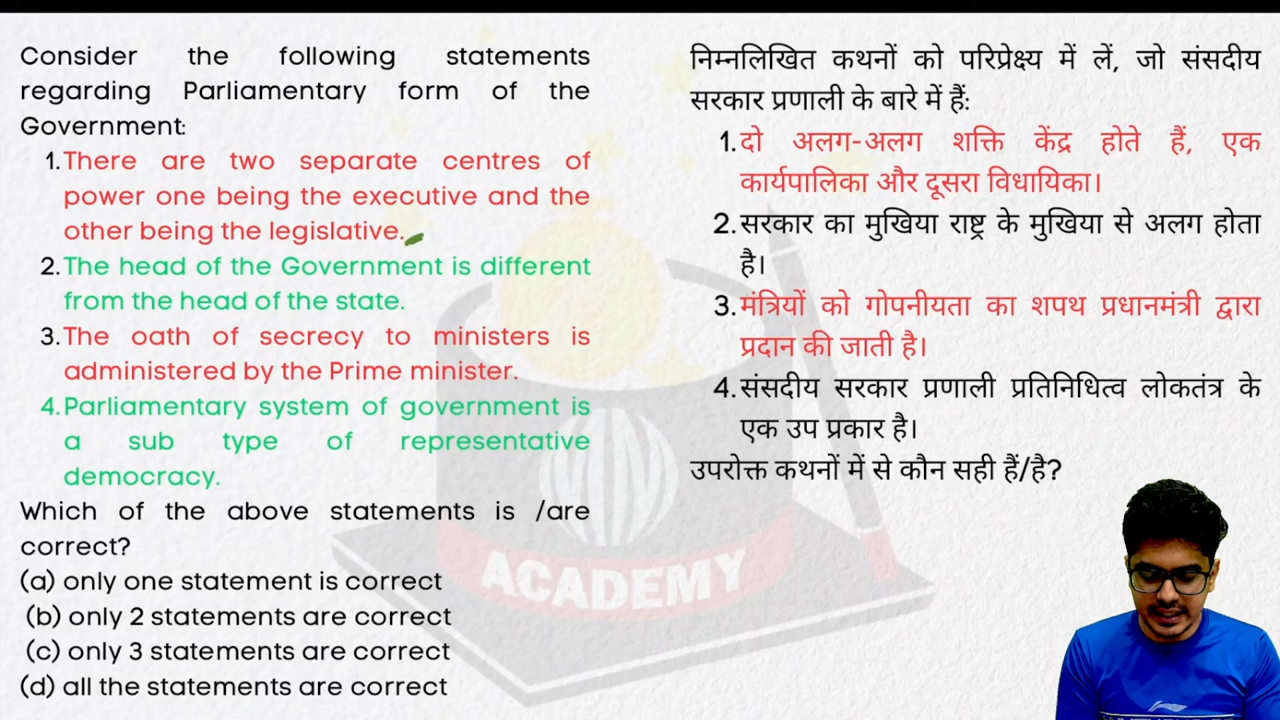 Consider the following statements
regarding Parliamentary form of the
Government:
1. There are two separate centres of
power one being the executive and the
other being the legislative.
2. The head of the Government is different
from the head of the state.
3. The oath of secrecy to ministers is
administered by the Prime minister.
4. Parliamentary system of government is
a sub type of representative
democracy.
Which of the above statements is /are
correct?
(a) only one statement is correct
(b) only 2 statements are correct
(c) only 3 statements are correct
(d) all the statements are correct
निम्नलिखित कथनों को परिप्रेक्ष्य में लें, जो संसदीय
सरकार प्रणाली के बारे में हैं:
1. दो अलग-अलग शक्ति केंद्र होते हैं, एक
कार्यपालिका और दूसरा विधायिका।
2. सरकार का मुखिया राष्ट्र के मुखिया से अलग होता
है।
3. मंत्रियों को गोपनीयता का शपथ प्रधानमंत्री द्वारा
प्रदान की जाती है।
4. संसदीय सरकार प्रणाली प्रतिनिधित्व लोकतंत्र के
एक उप प्रकार है।
उपरोक्त कथनों में से कौन सही हैं/है?
ACADEMY